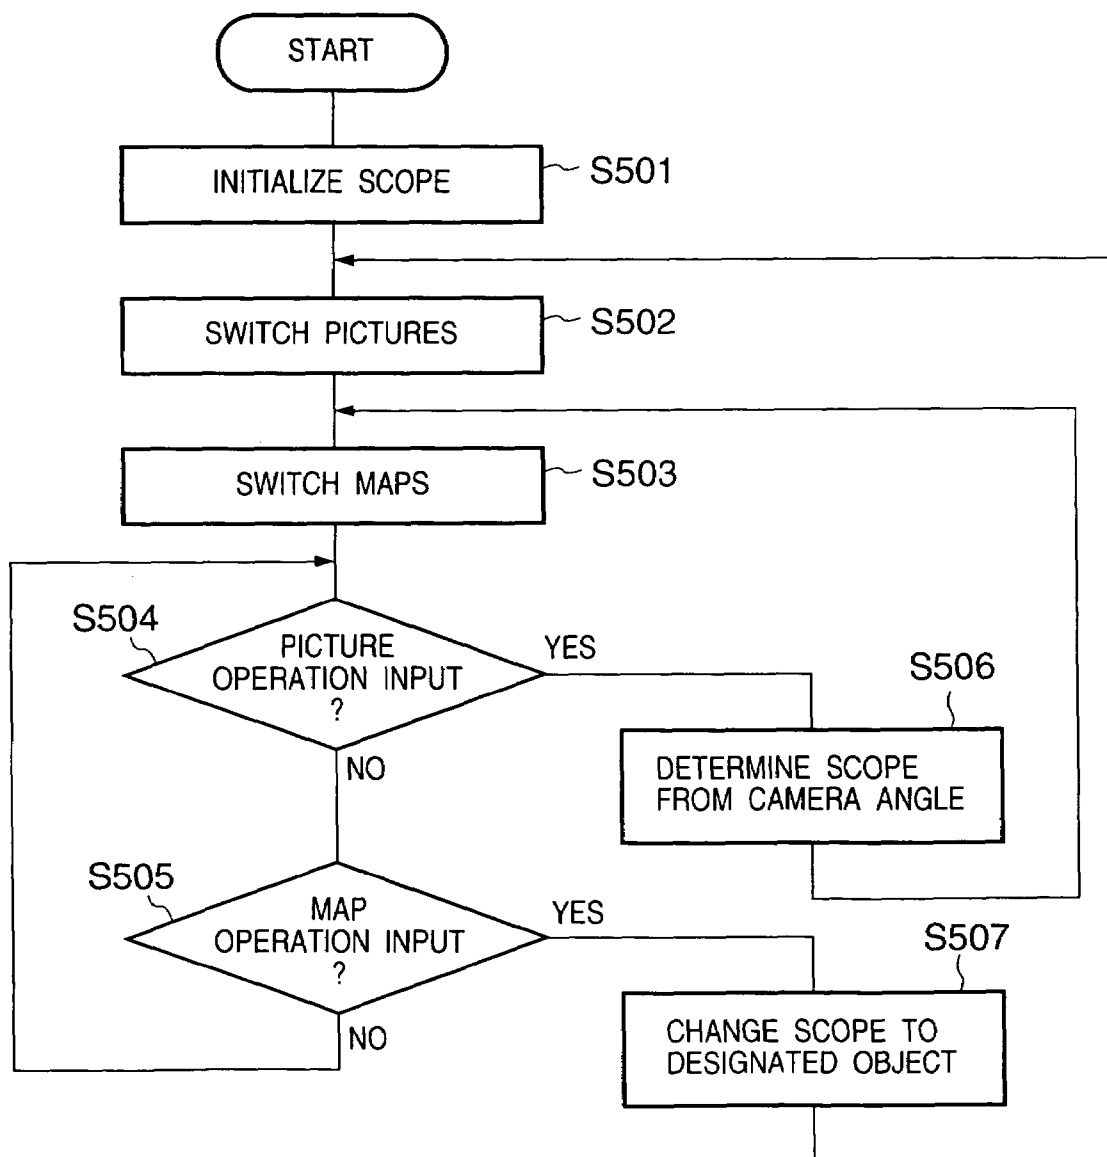 START
INITIALIZE SCOPE
S501
SWITCH PICTURES
S502
SWITCH MAPS
S503
S504
PICTURE
OPERATION INPUT
?
YES
NO
S506
DETERMINE SCOPE
FROM CAMERA ANGLE
S505
MAP
OPERATION INPUT
?
YES
NO
S507
CHANGE SCOPE TO
DESIGNATED OBJECT